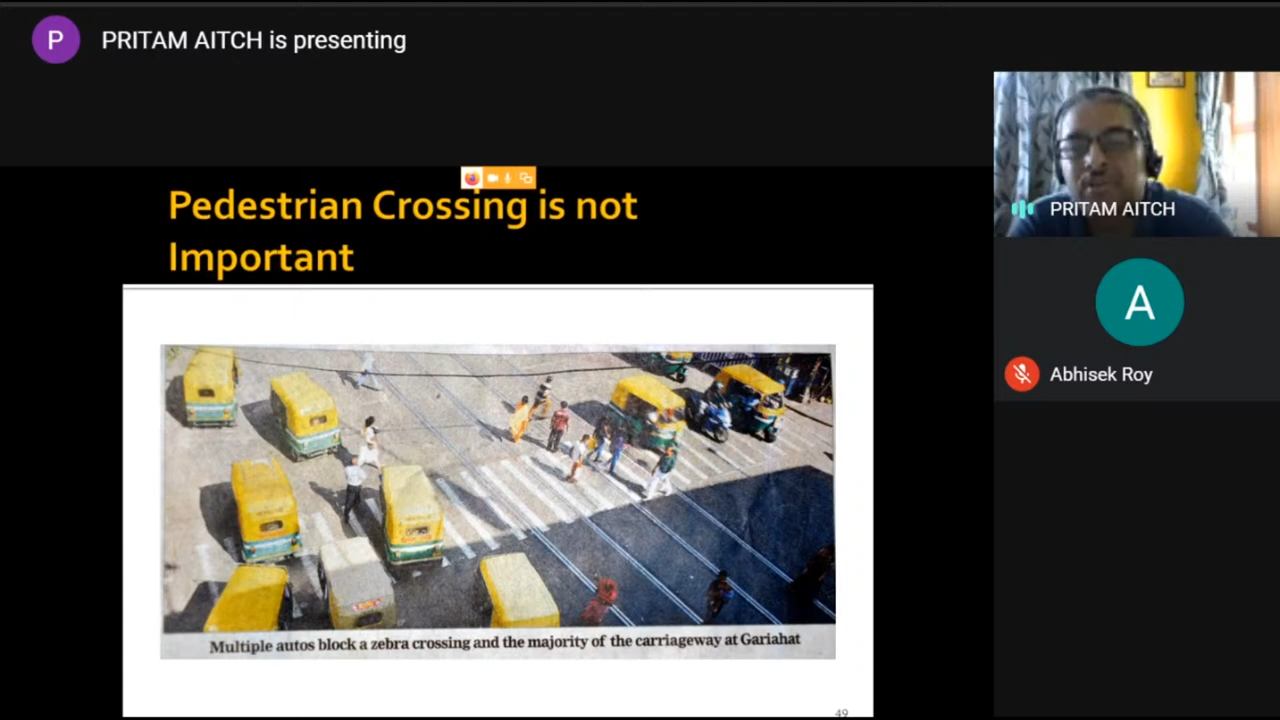 P
PRITAM AITCH is presenting
Pedestrian Crossing is not
Important
PRITAM AITCH
A
Abhisek Roy
Multiple autos block a zebra crossing and the majority of the carriageway at Gariahat
49